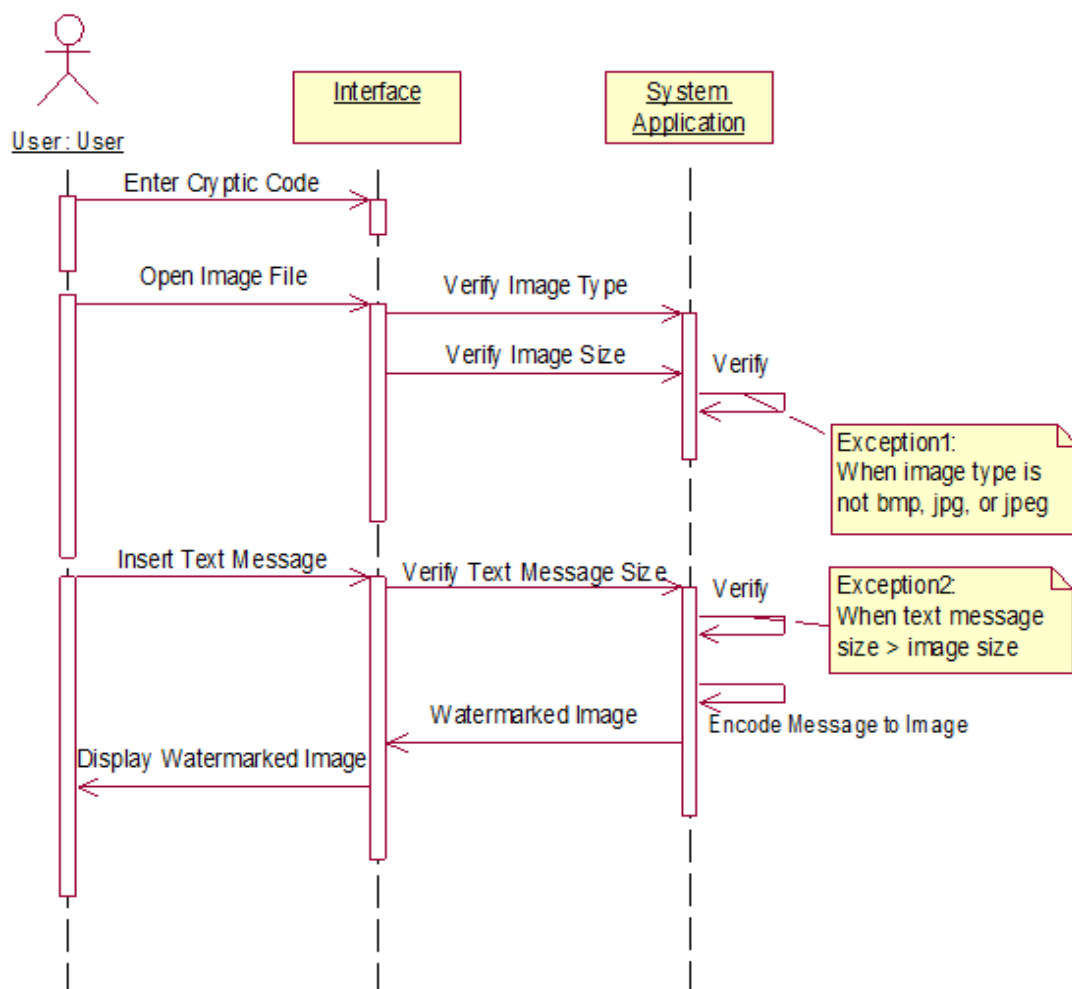 User : User
Interface
System
Application
Enter Cryptic Code
Open Image File
Verify Image Type
Verify Image Size
Verify
Exception1:
When image type is
not bmp, jpg, or jpeg
Insert Text Message
Verify Text Message Size
Verify
Exception2:
When text message
size > image size
Encode Message to Image
Watermarked Image
Display Watermarked Image